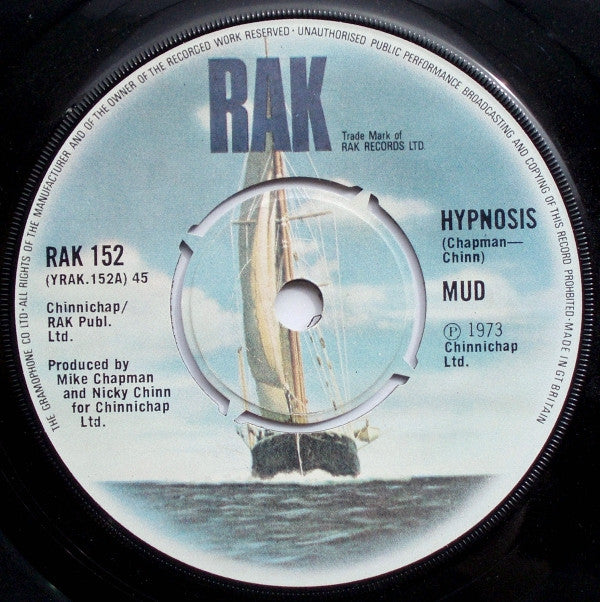 THE GRAMOPHONE CO LTD·ALL RIGHTS OF THE MANUFACTURER AND OF THE OWNER OF THE RECORDED WORK RESERVED · UNAUTHORISED PUBLIC PERFORMANCE BROADCASTING AND COPYING OF THIS RECORD PROHIBITED·MADE IN GT BRITAIN
RAK
Trade Mark of
RAK RECORDS LTD.
RAK 152
(YRAK.152A) 45
Chinnichap/
RAK Publ.
Ltd.
Produced by
Mike Chapman
and Nicky Chinn
for Chinnichap
Ltd.
HYPNOSIS
(Chapman—
Chinn)
MUD
Ⓟ 1973
Chinnichap
Ltd.